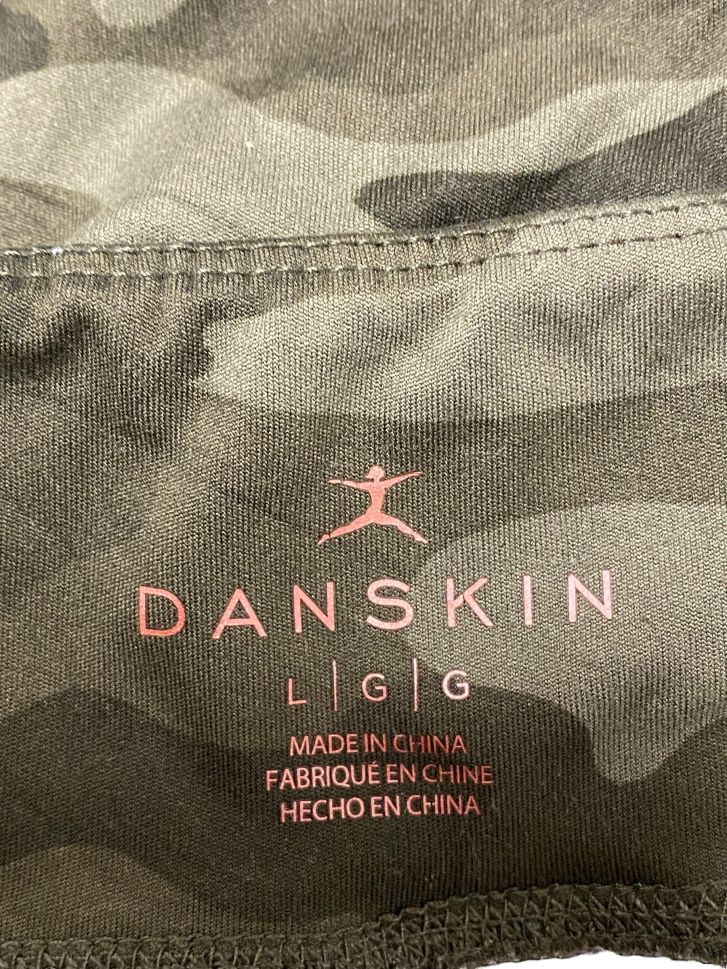 DANSKIN
L | G | G
MADE IN CHINA
FABRIQUÉ EN CHINE
HECHO EN CHINA